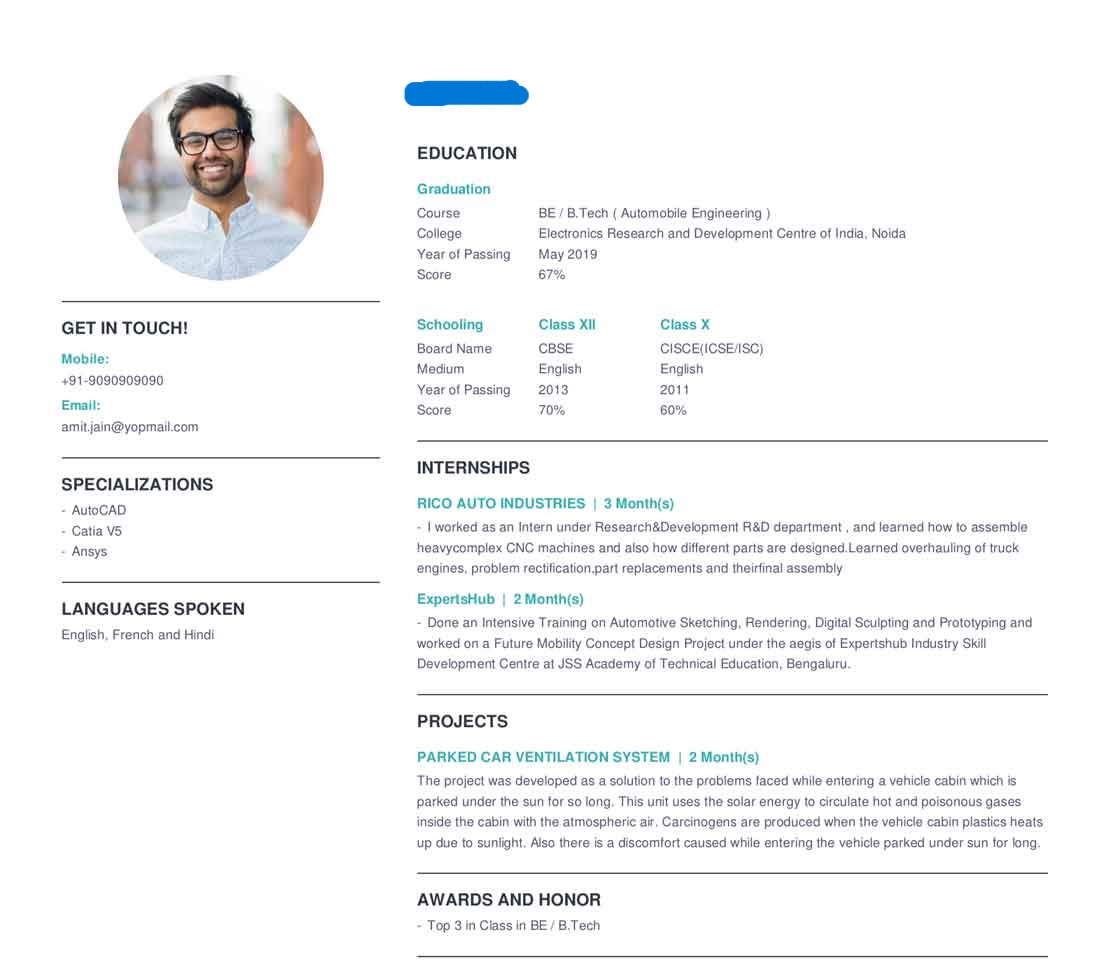 GET IN TOUCH!
Mobile:
+91-9090909090
Email:
amit.jain@yopmail.com
SPECIALIZATIONS
- AutoCAD
- Catia V5
- Ansys
LANGUAGES SPOKEN
English, French and Hindi
EDUCATION
Graduation
Course BE / B.Tech ( Automobile Engineering )
College Electronics Research and Development Centre of India, Noida
Year of Passing May 2019
Score 67%
Schooling Class XII Class X
Board Name CBSE CISCE(ICSE/ISC)
Medium English English
Year of Passing 2013 2011
Score 70% 60%
INTERNSHIPS
RICO AUTO INDUSTRIES | 3 Month(s)
- I worked as an Intern under Research&Development R&D department , and learned how to assemble
heavycomplex CNC machines and also how different parts are designed.Learned overhauling of truck
engines, problem rectification,part replacements and theirfinal assembly
ExpertsHub | 2 Month(s)
- Done an Intensive Training on Automotive Sketching, Rendering, Digital Sculpting and Prototyping and
worked on a Future Mobility Concept Design Project under the aegis of Expertshub Industry Skill
Development Centre at JSS Academy of Technical Education, Bengaluru.
PROJECTS
PARKED CAR VENTILATION SYSTEM | 2 Month(s)
The project was developed as a solution to the problems faced while entering a vehicle cabin which is
parked under the sun for so long. This unit uses the solar energy to circulate hot and poisonous gases
inside the cabin with the atmospheric air. Carcinogens are produced when the vehicle cabin plastics heats
up due to sunlight. Also there is a discomfort caused while entering the vehicle parked under sun for long.
AWARDS AND HONOR
- Top 3 in Class in BE / B.Tech